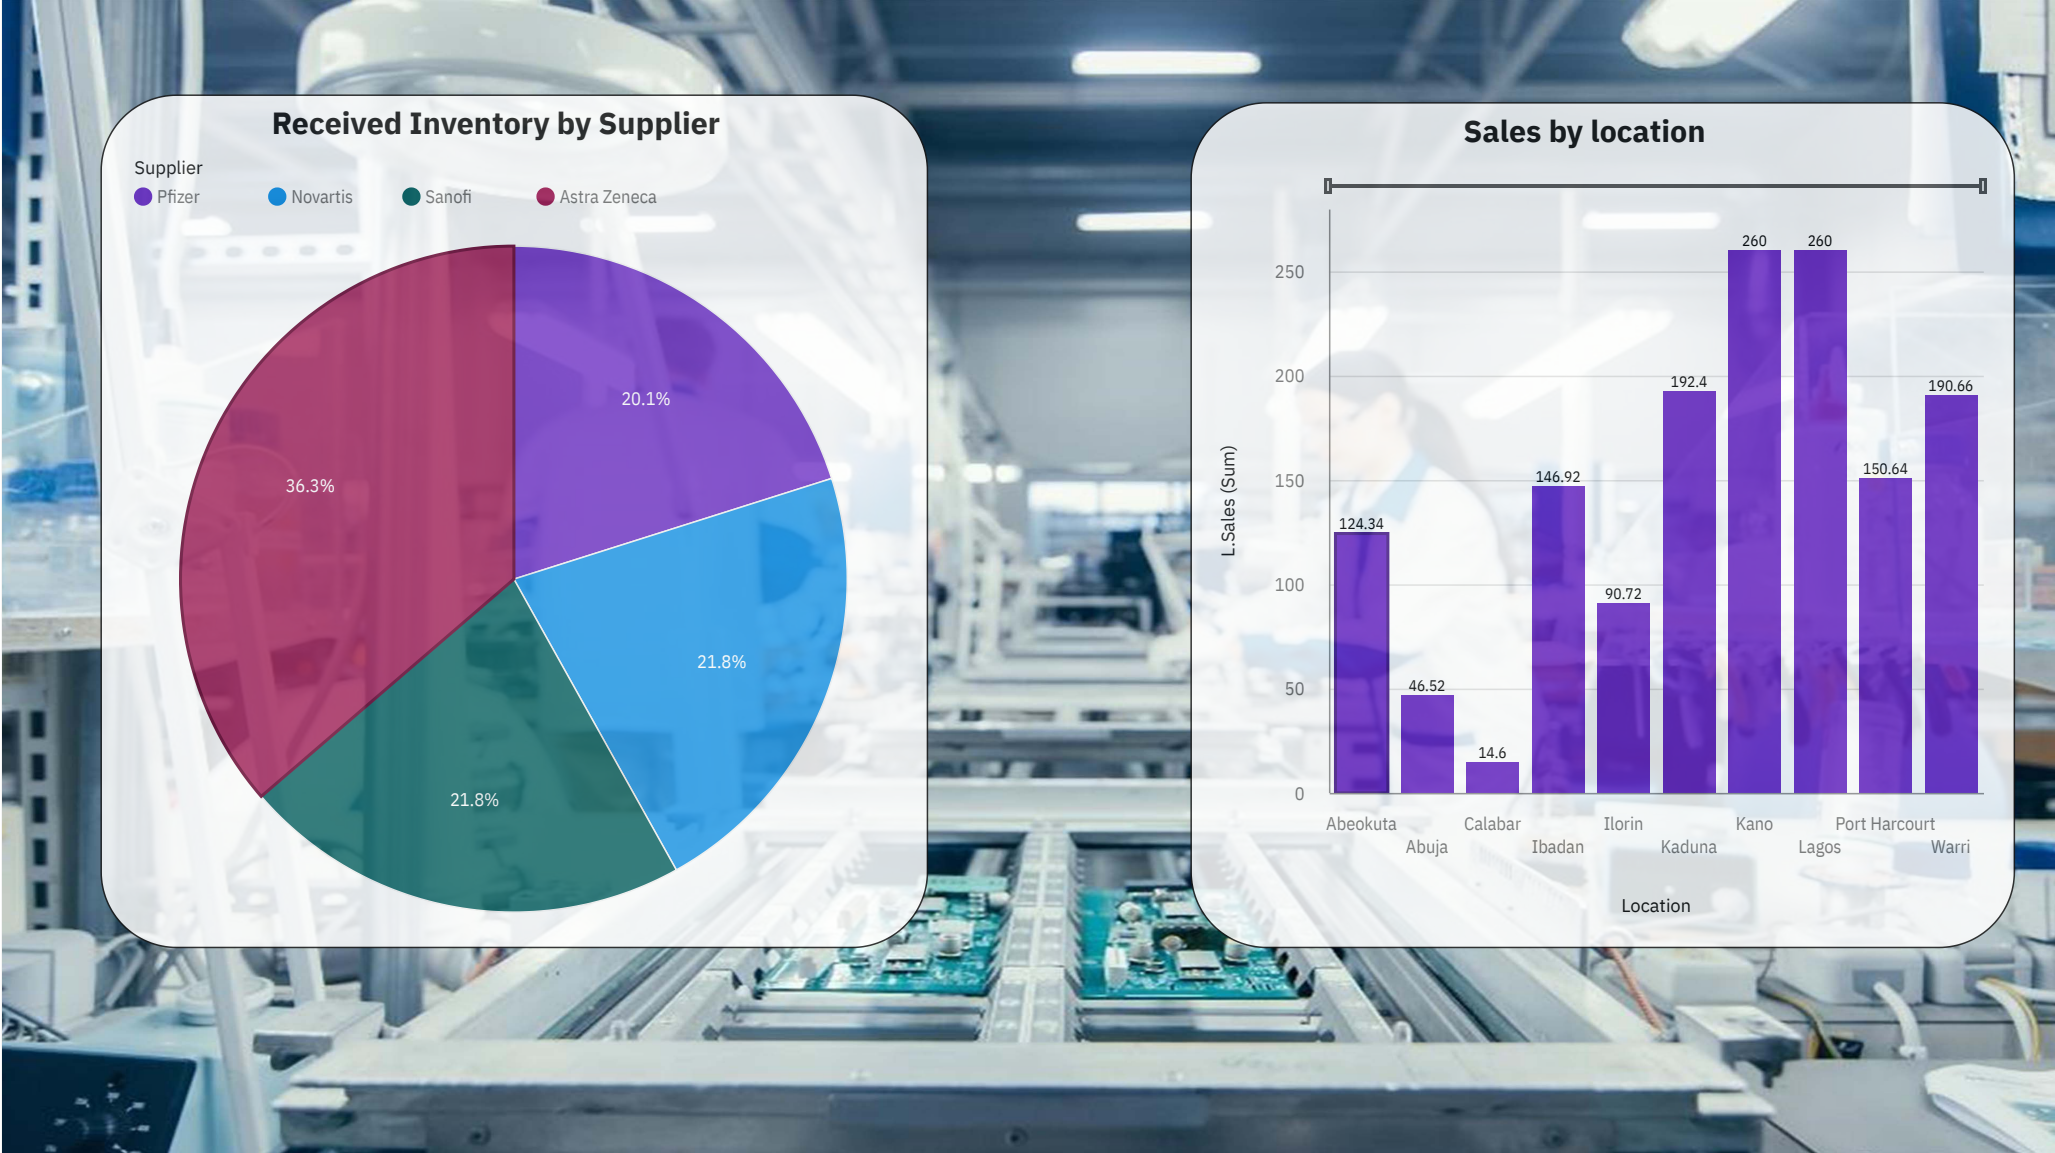 Received Inventory by Supplier
Supplier
Pfizer Novartis Sanofi Astra Zeneca
20.1%
36.3%
21.8%
21.8%
Sales by location
L.Sales (Sum)
250
200
150
100
50
0
124.34
46.52
14.6
146.92
90.72
192.4
260
260
150.64
190.66
Abeokuta Calabar Ilorin Kano Port Harcourt
Abuja Ibadan Kaduna Lagos Warri
Location